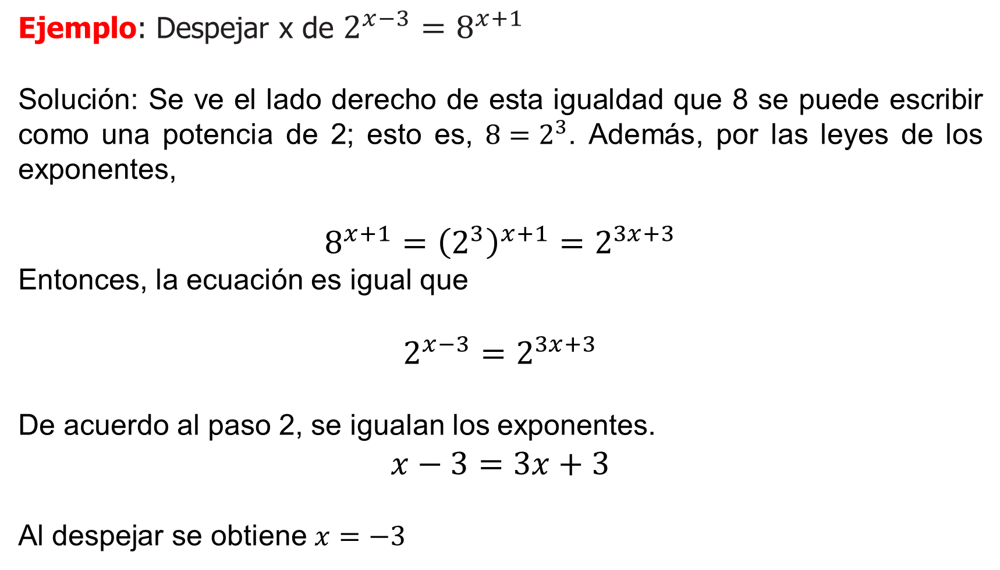 Ejemplo: Despejar x de 2^{x−3} = 8^{x+1}
Solución: Se ve el lado derecho de esta igualdad que 8 se puede escribir
como una potencia de 2; esto es, 8 = 2^3. Además, por las leyes de los
exponentes,
8^{x+1} = (2^3)^{x+1} = 2^{3x+3}
Entonces, la ecuación es igual que
2^{x−3} = 2^{3x+3}
De acuerdo al paso 2, se igualan los exponentes.
x − 3 = 3x + 3
Al despejar se obtiene x = −3